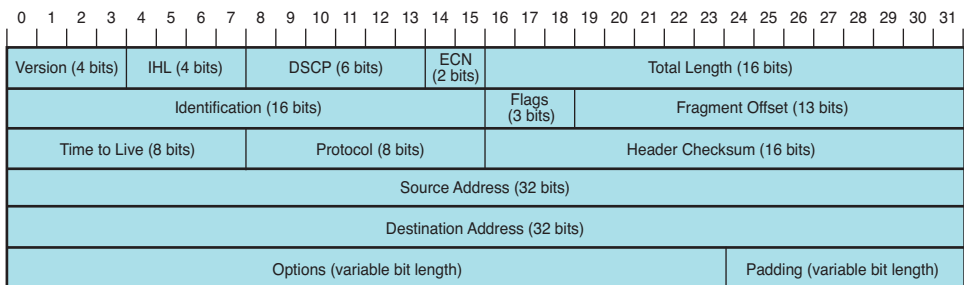 0 1 2 3 4 5 6 7 8 9 10 11 12 13 14 15 16 17 18 19 20 21 22 23 24 25 26 27 28 29 30 31
Version (4 bits) IHL (4 bits) DSCP (6 bits) ECN (2 bits) Total Length (16 bits)
Identification (16 bits) Flags (3 bits) Fragment Offset (13 bits)
Time to Live (8 bits) Protocol (8 bits) Header Checksum (16 bits)
Source Address (32 bits)
Destination Address (32 bits)
Options (variable bit length) Padding (variable bit length)